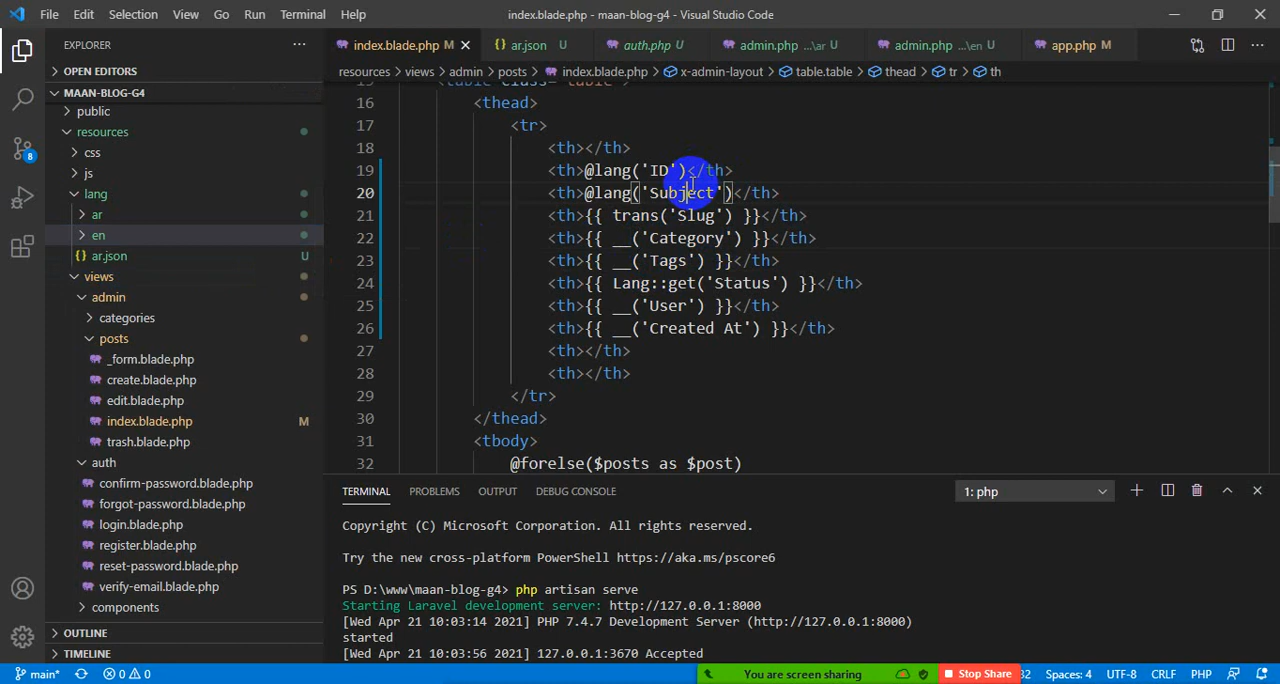 File Edit Selection View Go Run Terminal Help index.blade.php - maan-blog-g4 - Visual Studio Code
EXPLORER
index.blade.php M ar.json U auth.php admin.php ...\ar admin.php ...\en app.php M
OPEN EDITORS
resources > views > admin > posts > index.blade.php > x-admin-layout > table.table > thead > tr > th
MAAN-BLOG-G4
public
resources
css
js
lang
ar
en
ar.json U
views
admin
categories
posts
_form.blade.php
create.blade.php
edit.blade.php
index.blade.php M
trash.blade.php
auth
confirm-password.blade.php
forgot-password.blade.php
login.blade.php
register.blade.php
reset-password.blade.php
verify-email.blade.php
components
OUTLINE
TIMELINE
16 <thead>
17 <tr>
18 <th></th>
19 <th>@lang('ID')</th>
20 <th>@lang('Subject')</th>
21 <th>{{ trans('Slug') }}</th>
22 <th>{{ __('Category') }}</th>
23 <th>{{ __('Tags') }}</th>
24 <th>{{ Lang::get('Status') }}</th>
25 <th>{{ __('User') }}</th>
26 <th>{{ __('Created At') }}</th>
27 <th></th>
28 <th></th>
29 </tr>
30 </thead>
31 <tbody>
32 @forelse($posts as $post)
TERMINAL PROBLEMS OUTPUT DEBUG CONSOLE 1: php
Copyright (C) Microsoft Corporation. All rights reserved.
Try the new cross-platform PowerShell https://aka.ms/pscore6
PS D:\www\maan-blog-g4> php artisan serve
Starting Laravel development server: http://127.0.0.1:8000
[Wed Apr 21 10:03:14 2021] PHP 7.4.7 Development Server (http://127.0.0.1:8000)
started
[Wed Apr 21 10:03:56 2021] 127.0.0.1:3670 Accepted
main* 0 0 You are screen sharing Stop Share 32 Spaces: 4 UTF-8 CRLF PHP
8